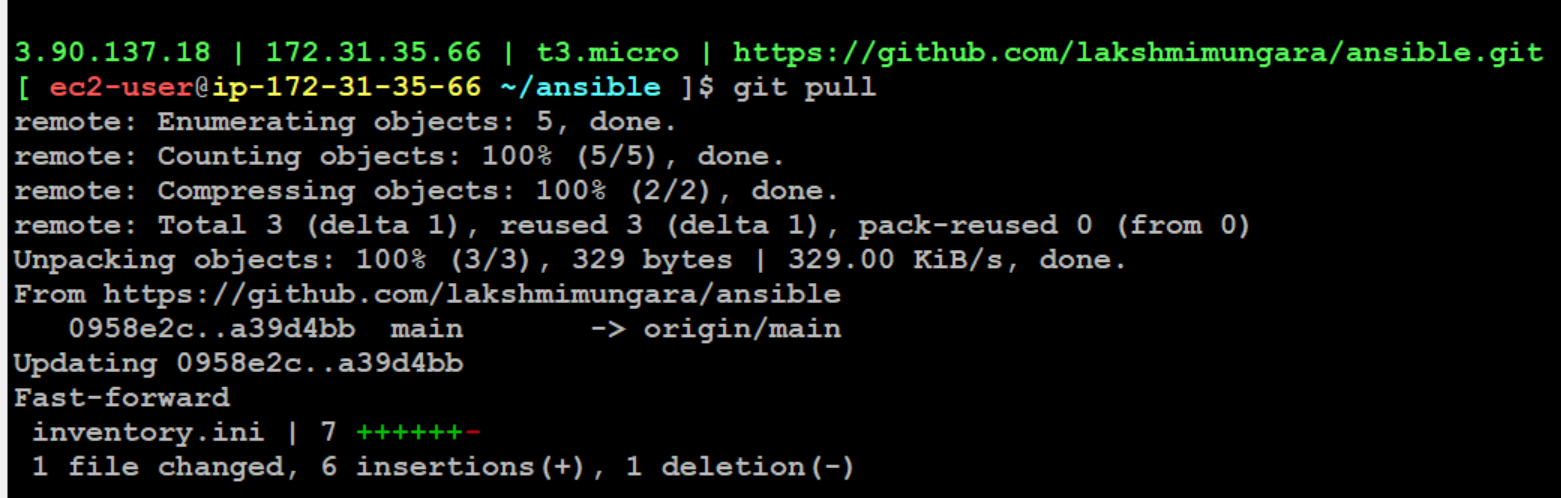 3.90.137.18 | 172.31.35.66 | t3.micro | https://github.com/lakshmimungara/ansible.git
[ ec2-user@ip-172-31-35-66 ~/ansible ]$ git pull
remote: Enumerating objects: 5, done.
remote: Counting objects: 100% (5/5), done.
remote: Compressing objects: 100% (2/2), done.
remote: Total 3 (delta 1), reused 3 (delta 1), pack-reused 0 (from 0)
Unpacking objects: 100% (3/3), 329 bytes | 329.00 KiB/s, done.
From https://github.com/lakshmimungara/ansible
   0958e2c..a39d4bb  main       -> origin/main
Updating 0958e2c..a39d4bb
Fast-forward
 inventory.ini | 7 ++++++-
 1 file changed, 6 insertions(+), 1 deletion(-)